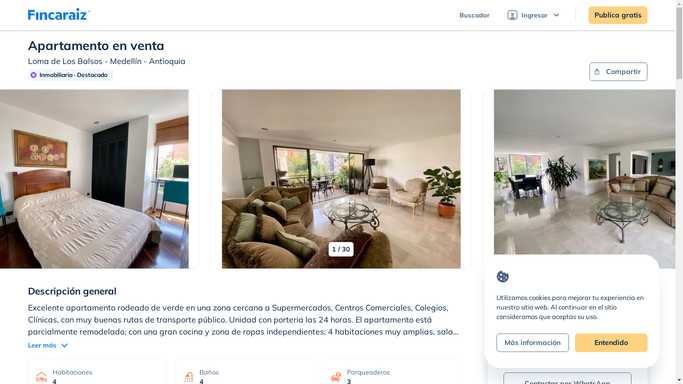 Fincaraiz
Buscador
Ingresar
Publica gratis
Apartamento en venta
Loma de Los Balsos - Medellín - Antioquia
Inmobiliaria · Destacado
Compartir
1 / 30
Descripción general
Excelente apartamento rodeado de verde en una zona cercana a Supermercados, Centros Comerciales, Colegios,
Clínicas, con muy buenas rutas de transporte público. Unidad con porteria las 24 horas. El apartamento está
parcialmente remodelado; con una gran cocina y zona de ropas independientes; 4 habitaciones muy amplias, sala...
Leer más
Habitaciones
4
Baños
4
Parqueaderos
3
Utilizamos cookies para mejorar tu experiencia en
nuestro sitio web. Al continuar en el sitio
consideramos que aceptas su uso.
Más información
Entendido
Contactar por WhatsApp